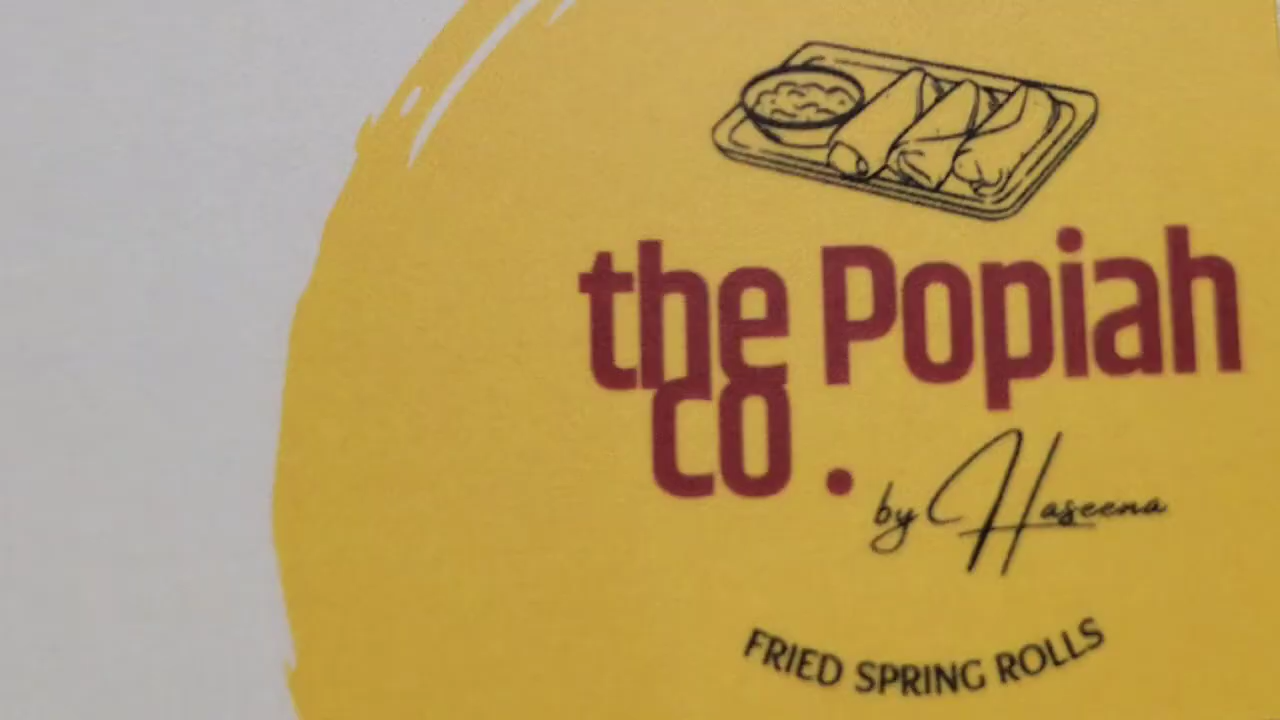 the Popiah
co .
by Haseena
FRIED SPRING ROLLS